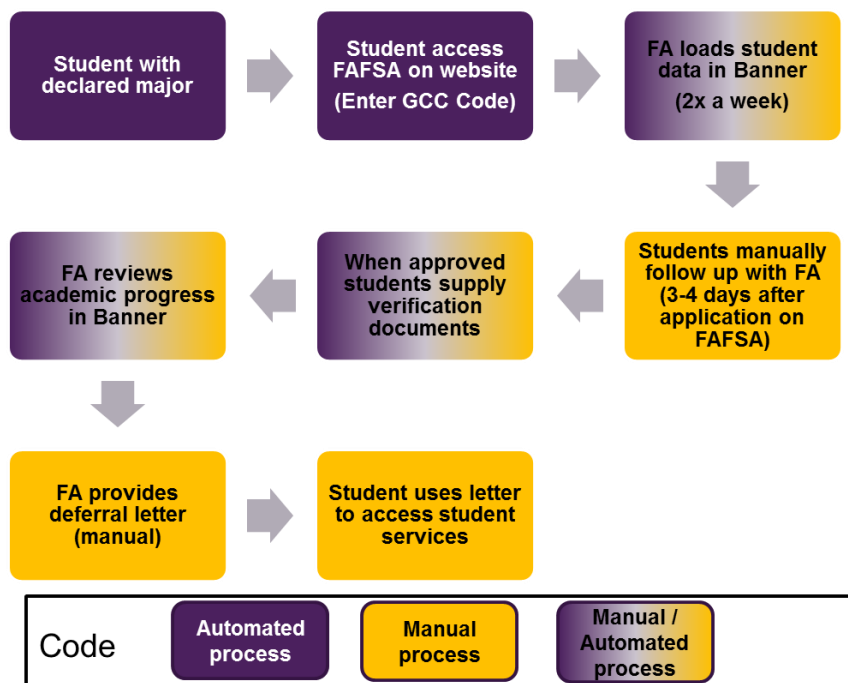 Student with
declared major
Student access
FAFSA on website
(Enter GCC Code)
FA loads student
data in Banner
(2x a week)
Students manually
follow up with FA
(3-4 days after
application on
FAFSA)
When approved
students supply
verification
documents
FA reviews
academic progress
in Banner
FA provides
deferral letter
(manual)
Student uses letter
to access student
services
Code
Automated
process
Manual
process
Manual /
Automated
process